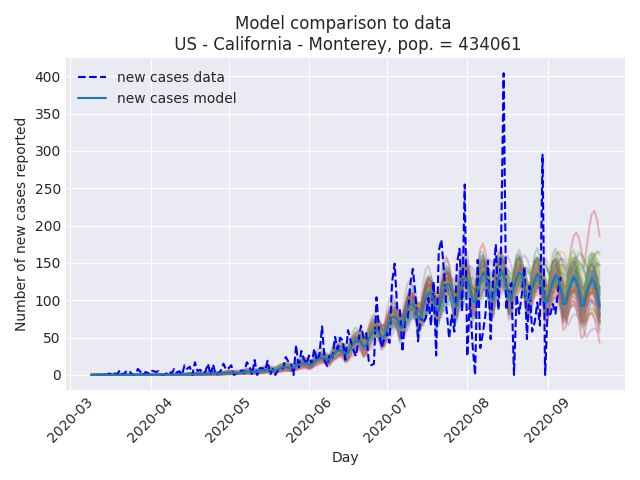 Model comparison to data
US - California - Monterey, pop. = 434061
new cases data
new cases model
Number of new cases reported
400
350
300
250
200
150
100
50
0
2020-03
2020-04
2020-05
2020-06
2020-07
2020-08
2020-09
Day